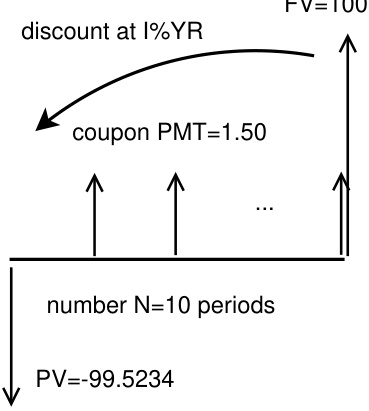 FV=100
discount at I%YR
coupon PMT=1.50
...
number N=10 periods
PV=-99.5234